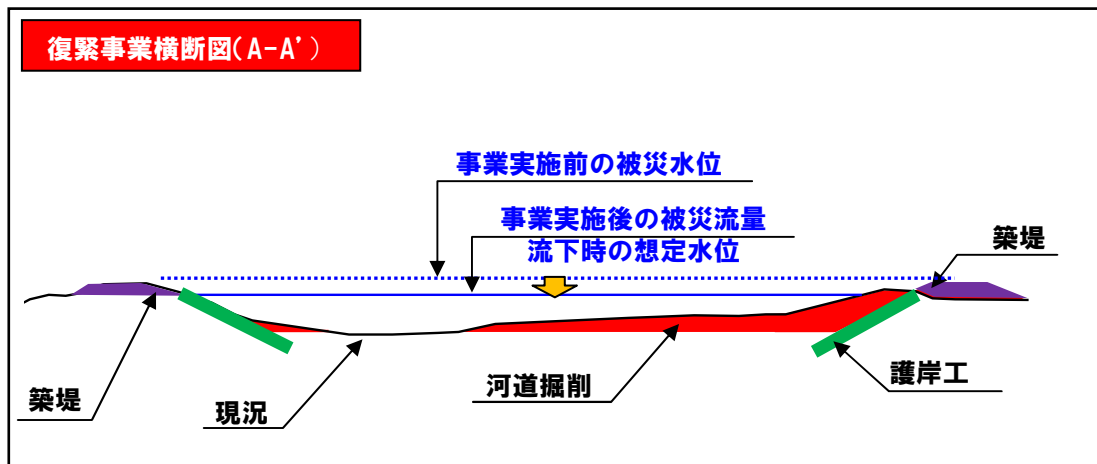 復緊事業横断図(A-A')
事業実施前の被災水位
事業実施後の被災流量
流下時の想定水位
築堤
築堤
現況
河道掘削
護岸工